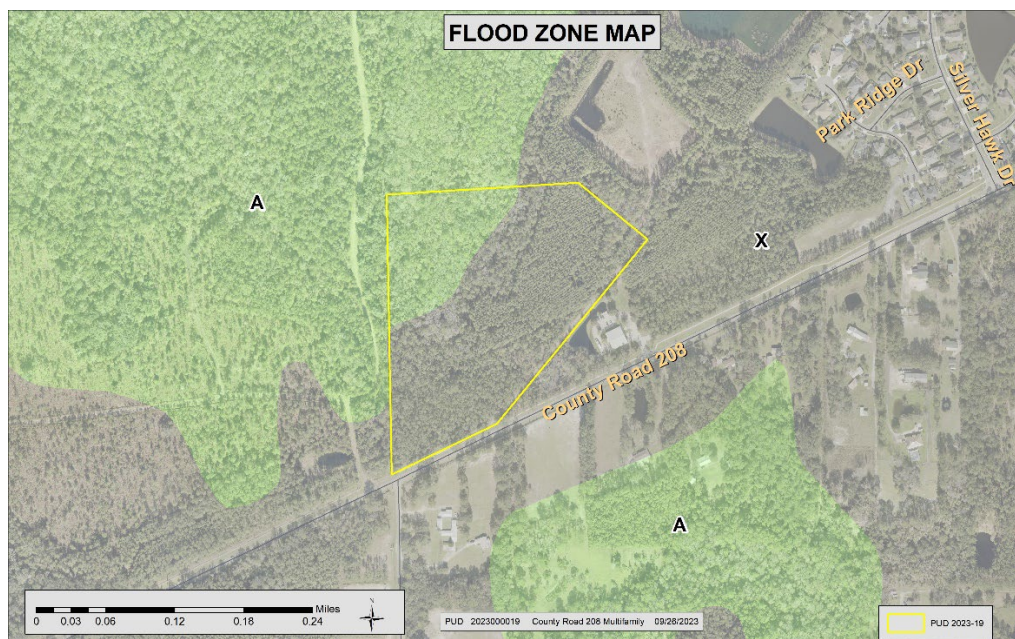 FLOOD ZONE MAP
Park Ridge Dr
Silver Hawk Dr
A
X
County Road 208
A
Miles
0 0.03 0.06 0.12 0.18 0.24
PUD 2023000019 County Road 208 Multifamily 09/28/2023
PUD 2023-19